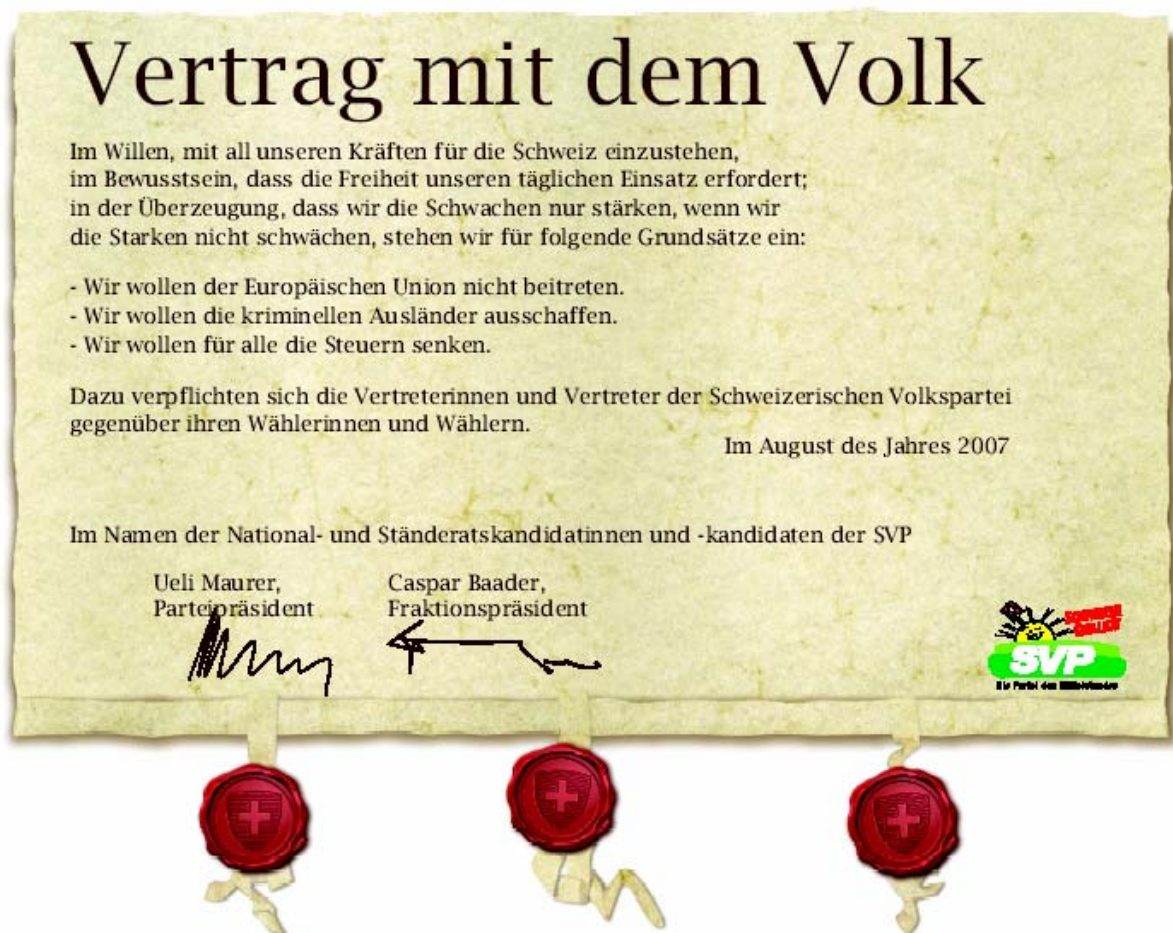 Vertrag mit dem Volk
Im Willen, mit all unseren Kräften für die Schweiz einzustehen,
im Bewusstsein, dass die Freiheit unseren täglichen Einsatz erfordert;
in der Überzeugung, dass wir die Schwachen nur stärken, wenn wir
die Starken nicht schwächen, stehen wir für folgende Grundsätze ein:
- Wir wollen der Europäischen Union nicht beitreten.
- Wir wollen die kriminellen Ausländer ausschaffen.
- Wir wollen für alle die Steuern senken.
Dazu verpflichten sich die Vertreterinnen und Vertreter der Schweizerischen Volkspartei
gegenüber ihren Wählerinnen und Wählern.
Im August des Jahres 2007
Im Namen der National- und Ständeratskandidatinnen und -kandidaten der SVP
Ueli Maurer,
Parteipräsident
Caspar Baader,
Fraktionspräsident
SVP
Die Partei des Mittelstandes